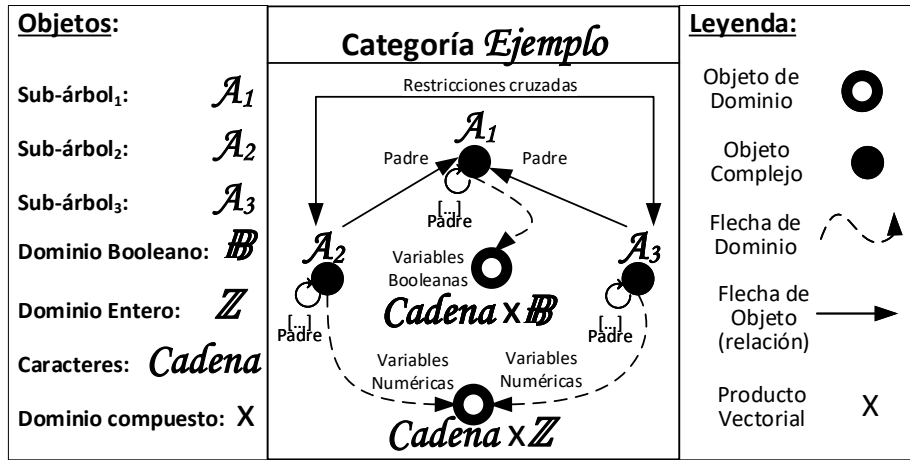 Objetos:
Sub-árbol₁: 𝒜₁
Sub-árbol₂: 𝒜₂
Sub-árbol₃: 𝒜₃
Dominio Booleano: 𝔹
Dominio Entero: ℤ
Caracteres: Cadena
Dominio compuesto: X
Categoría Ejemplo
Restricciones cruzadas
𝒜₁
Padre
Padre
[...]
Padre
𝒜₂
𝒜₃
Variables
Booleanas
Cadena X 𝔹
[...]
Padre
[...]
Padre
Variables
Numéricas
Variables
Numéricas
Cadena X ℤ
Leyenda:
Objeto de
Dominio
Objeto
Complejo
Flecha de
Dominio
Flecha de
Objeto
(relación)
Producto
Vectorial
X